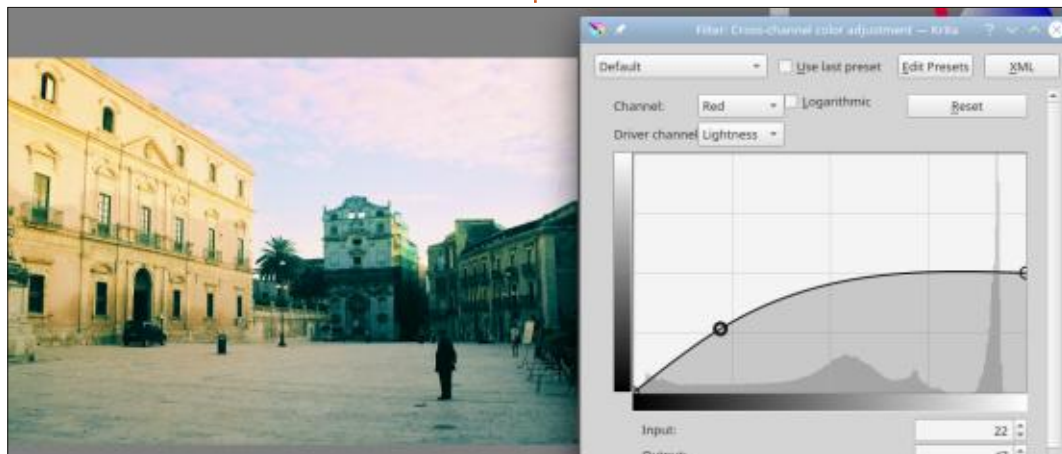 Filter: Cross-channel color adjustment — Krita
Default
Use last preset
Edit Presets
XML
Channel:
Red
Logarithmic
Reset
Driver channel
Lightness
Input:
22